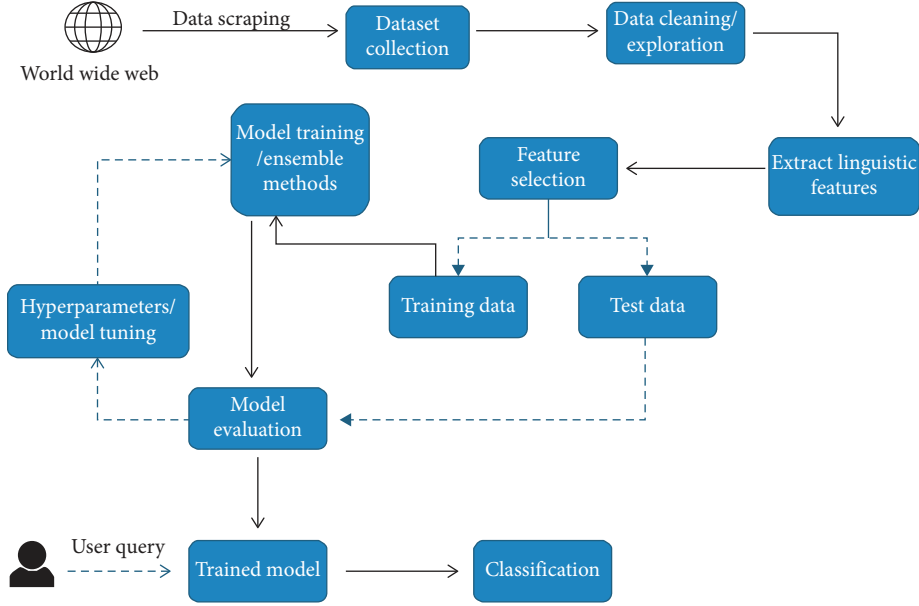 Data scraping
World wide web
Dataset
collection
Data cleaning/
exploration
Model training
/ensemble
methods
Feature
selection
Extract linguistic
features
Hyperparameters/
model tuning
Training data
Test data
Model
evaluation
User query
Trained model
Classification